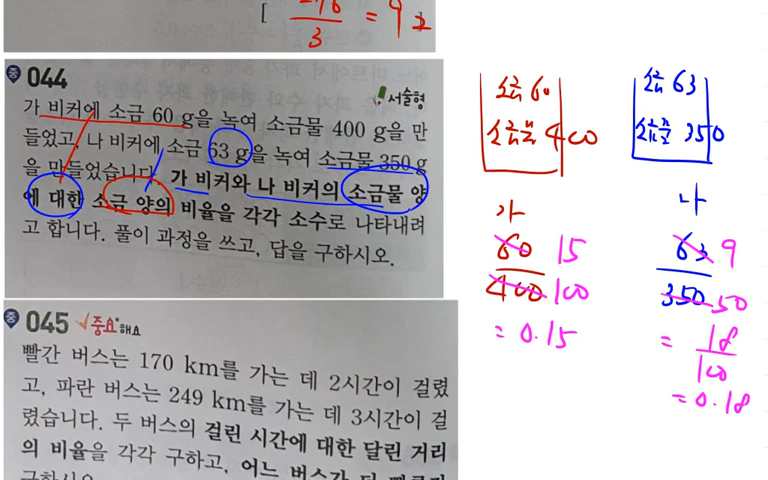 = 9
3
중 044
서술형
가 비커에 소금 60 g을 녹여 소금물 400 g을 만
들었고, 나 비커에 소금 63 g을 녹여 소금물 350 g
을 만들었습니다. 가 비커와 나 비커의 소금물 양
에 대한 소금 양의 비율을 각각 소수로 나타내려
고 합니다. 풀이 과정을 쓰고, 답을 구하시오.
중 045 중요해요
빨간 버스는 170 km를 가는 데 2시간이 걸렸
고, 파란 버스는 249 km를 가는 데 3시간이 걸
렸습니다. 두 버스의 걸린 시간에 대한 달린 거리
의 비율을 각각 구하고, 어느 버스가 더
소금 60
소금물 400
가
60 15
400 100
= 0.15
소금 63
소금물 350
나
63 9
350 50
= 18
100
= 0.18